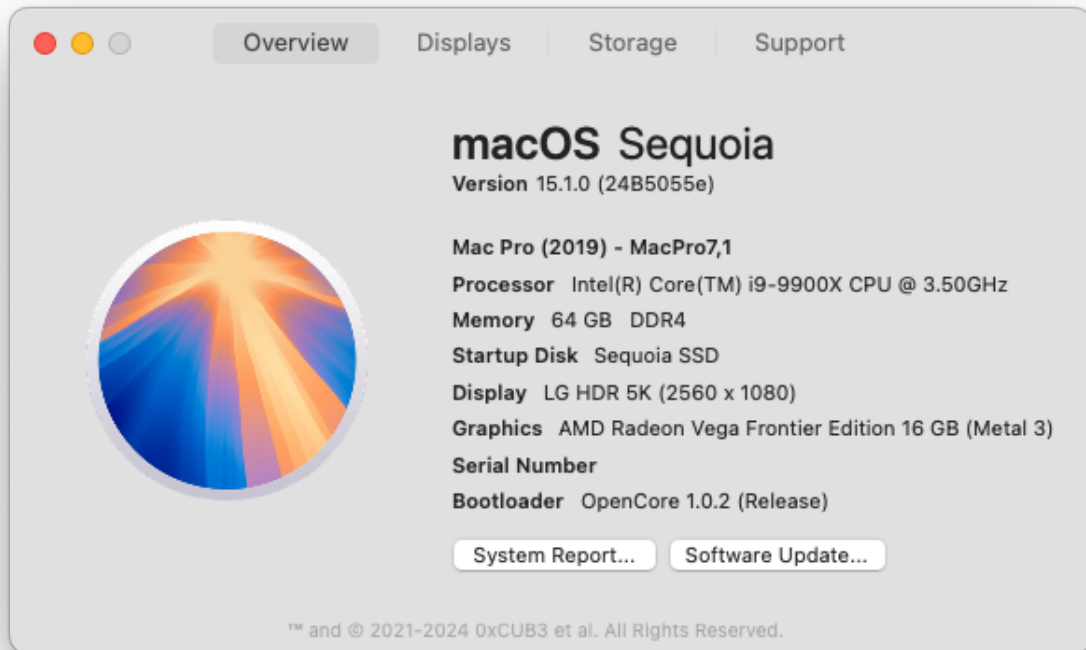 Overview Displays Storage Support
macOS Sequoia
Version 15.1.0 (24B5055e)
Mac Pro (2019) - MacPro7,1
Processor Intel(R) Core(TM) i9-9900X CPU @ 3.50GHz
Memory 64 GB DDR4
Startup Disk Sequoia SSD
Display LG HDR 5K (2560 x 1080)
Graphics AMD Radeon Vega Frontier Edition 16 GB (Metal 3)
Serial Number
Bootloader OpenCore 1.0.2 (Release)
System Report... Software Update...
™ and © 2021-2024 0xCUB3 et al. All Rights Reserved.